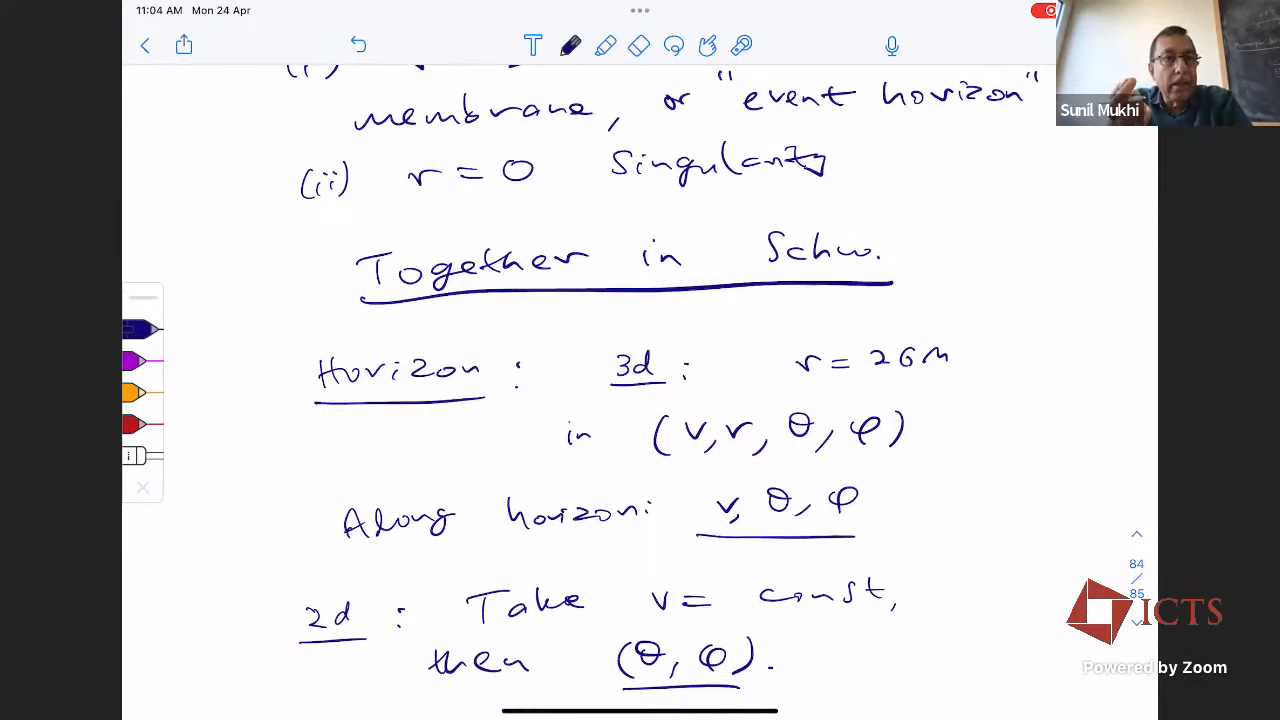 11:04 AM Mon 24 Apr
membrane, or "event horizon"
Sunil Mukhi
(ii) r = 0 Singularity
Together in Schw.
Horizon : 3d : r = 2GM
in (v, r, θ, φ)
Along horizon: v, θ, φ
84
/
85
2d : Take v = const,
then (θ, φ).
ICTS
Powered by Zoom